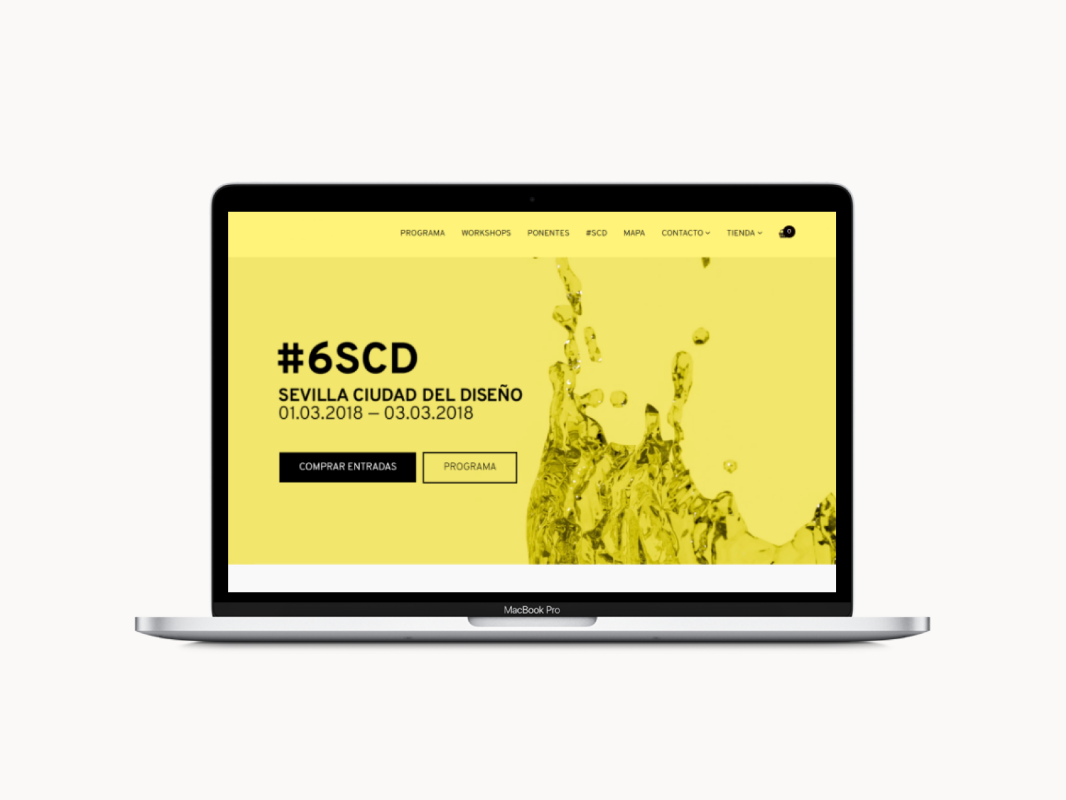 PROGRAMA WORKSHOPS PONENTES #SCD MAPA CONTACTO TIENDA 0
#6SCD
SEVILLA CIUDAD DEL DISEÑO
01.03.2018 – 03.03.2018
COMPRAR ENTRADAS PROGRAMA
MacBook Pro